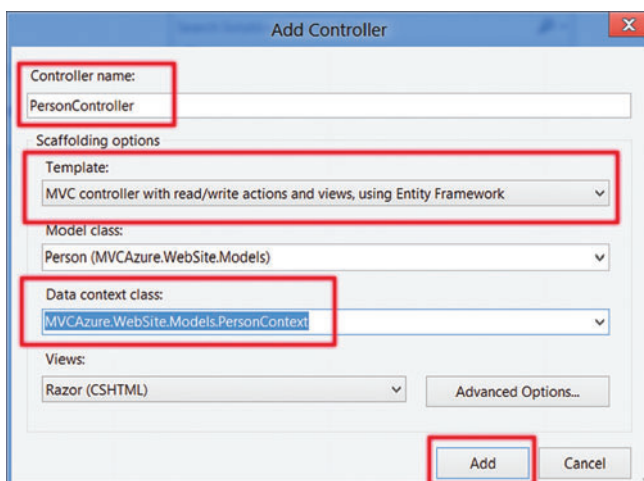 Add Controller
Controller name:
PersonController
Scaffolding options
Template:
MVC controller with read/write actions and views, using Entity Framework
Model class:
Person (MVCAzure.WebSite.Models)
Data context class:
MVCAzure.WebSite.Models.PersonContext
Views:
Razor (CSHTML)
Advanced Options...
Add
Cancel